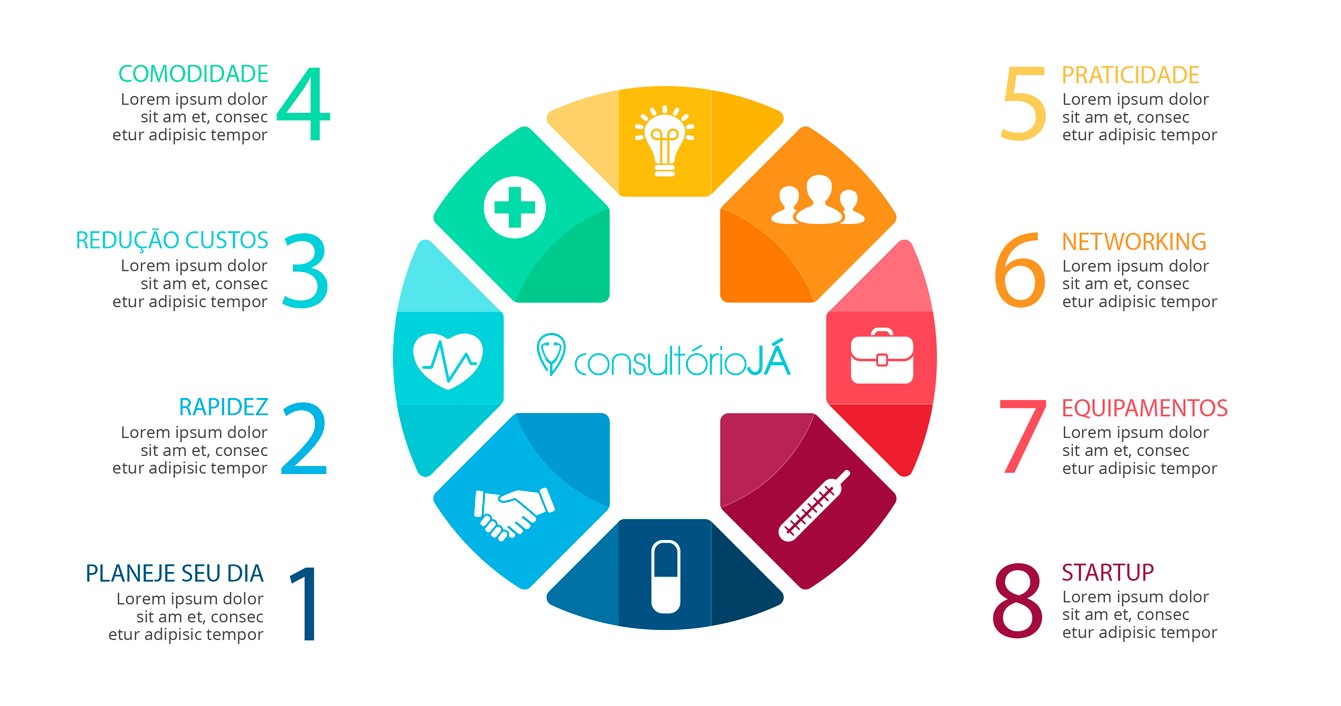 4
COMODIDADE
Lorem ipsum dolor
sit am et, consec
etur adipisic tempor
3
REDUÇÃO CUSTOS
Lorem ipsum dolor
sit am et, consec
etur adipisic tempor
2
RAPIDEZ
Lorem ipsum dolor
sit am et, consec
etur adipisic tempor
1
PLANEJE SEU DIA
Lorem ipsum dolor
sit am et, consec
etur adipisic tempor
consultórioJÁ
5
PRATICIDADE
Lorem ipsum dolor
sit am et, consec
etur adipisic tempor
6
NETWORKING
Lorem ipsum dolor
sit am et, consec
etur adipisic tempor
7
EQUIPAMENTOS
Lorem ipsum dolor
sit am et, consec
etur adipisic tempor
8
STARTUP
Lorem ipsum dolor
sit am et, consec
etur adipisic tempor